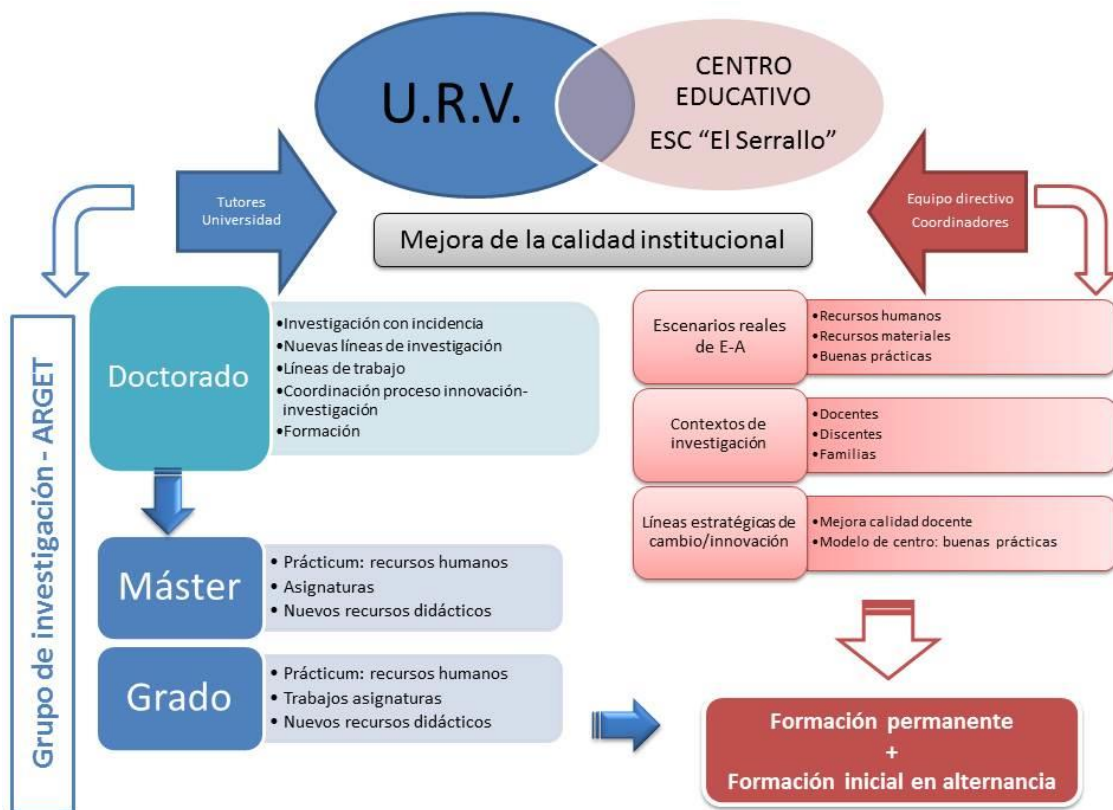 U.R.V.
CENTRO
EDUCATIVO
ESC “El Serrallo”
Tutores
Universidad
Equipo directivo
Coordinadores
Mejora de la calidad institucional
Grupo de investigación - ARGET
Doctorado
•Investigación con incidencia
•Nuevas líneas de investigación
•Líneas de trabajo
•Coordinación proceso innovación-
investigación
•Formación
Máster
• Prácticum: recursos humanos
• Asignaturas
• Nuevos recursos didácticos
Grado
• Prácticum: recursos humanos
• Trabajos asignaturas
• Nuevos recursos didácticos
Escenarios reales
de E-A
•Recursos humanos
•Recursos materiales
•Buenas prácticas
Contextos de
investigación
•Docentes
•Discentes
•Familias
Líneas estratégicas de
cambio/innovación
• Mejora calidad docente
• Modelo de centro: buenas prácticas
Formación permanente
+
Formación inicial en alternancia